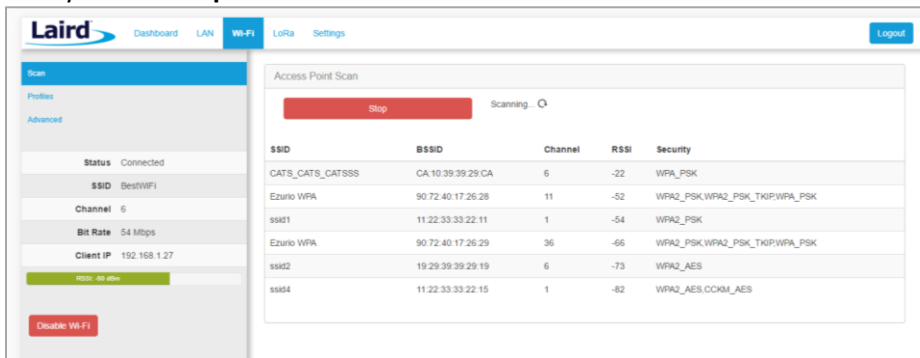 Laird Dashboard LAN Wi-Fi LoRa Settings Logout
Scan
Profiles
Advanced
Status Connected
SSID BestWiFi
Channel 6
Bit Rate 54 Mbps
Client IP 192.168.1.27
RSSI: -50 dBm
Disable Wi-Fi
Access Point Scan
Stop Scanning...
SSID BSSID Channel RSSI Security
CATS_CATS_CATSSS CA:10:39:39:29:CA 6 -22 WPA_PSK
Ezurio WPA 90:72:40:17:26:28 11 -52 WPA2_PSK,WPA2_PSK_TKIP,WPA_PSK
ssid1 11:22:33:33:22:11 1 -54 WPA2_PSK
Ezurio WPA 90:72:40:17:26:29 36 -66 WPA2_PSK,WPA2_PSK_TKIP,WPA_PSK
ssid2 19:29:39:39:29:19 6 -73 WPA2_AES
ssid4 11:22:33:33:22:15 1 -82 WPA2_AES,CCKM_AES